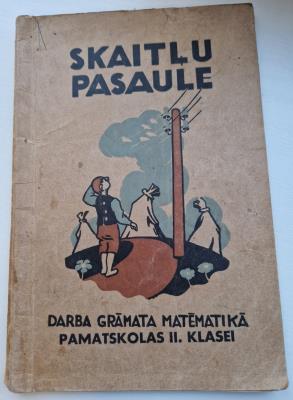 SKAITĻU
PASAULE
DARBA GRĀMATA MATĒMATIKĀ
PAMATSKOLAS II. KLASEI